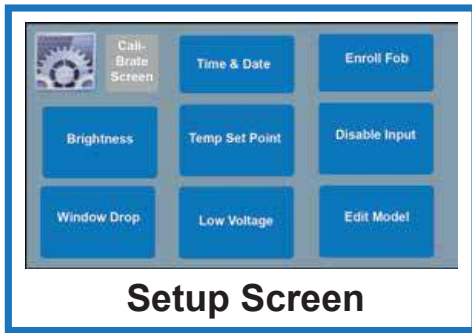 Cali-
Brate
Screen
Time & Date
Enroll Fob
Brightness
Temp Set Point
Disable Input
Window Drop
Low Voltage
Edit Model
Setup Screen